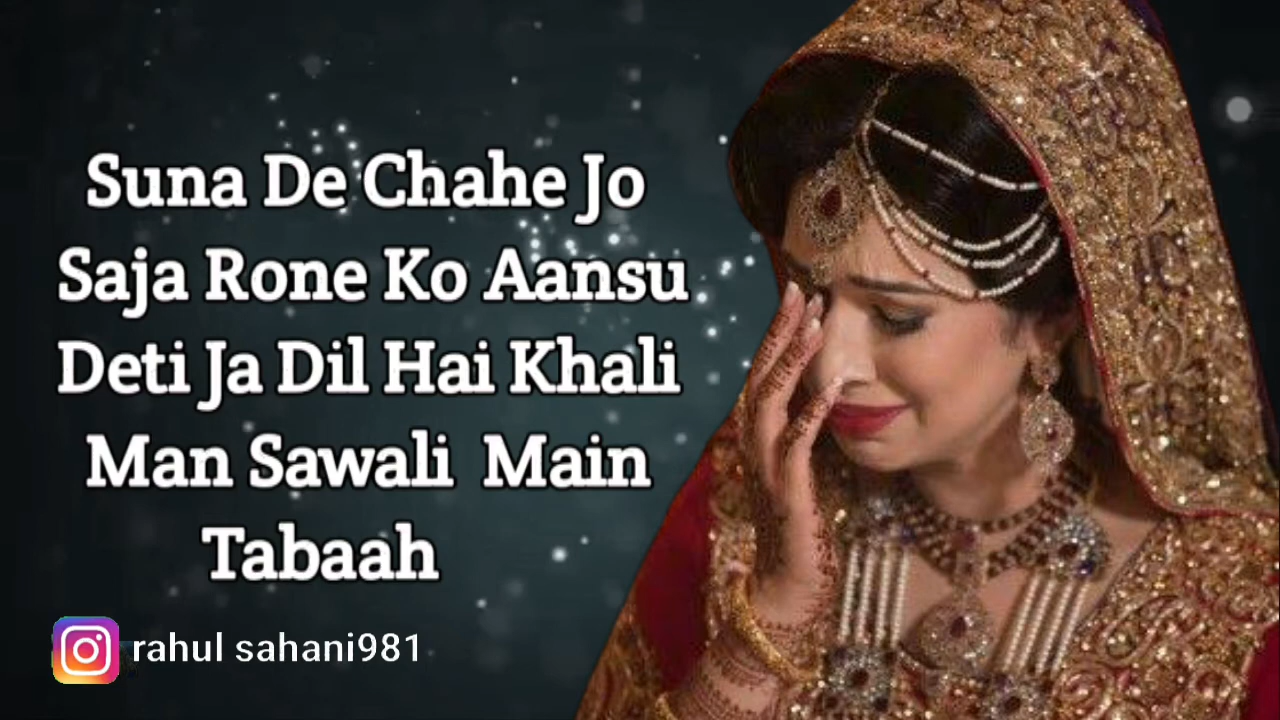 Suna De Chahe Jo
Saja Rone Ko Aansu
Deti Ja Dil Hai Khali
Man Sawali Main
Tabaah
rahul sahani981